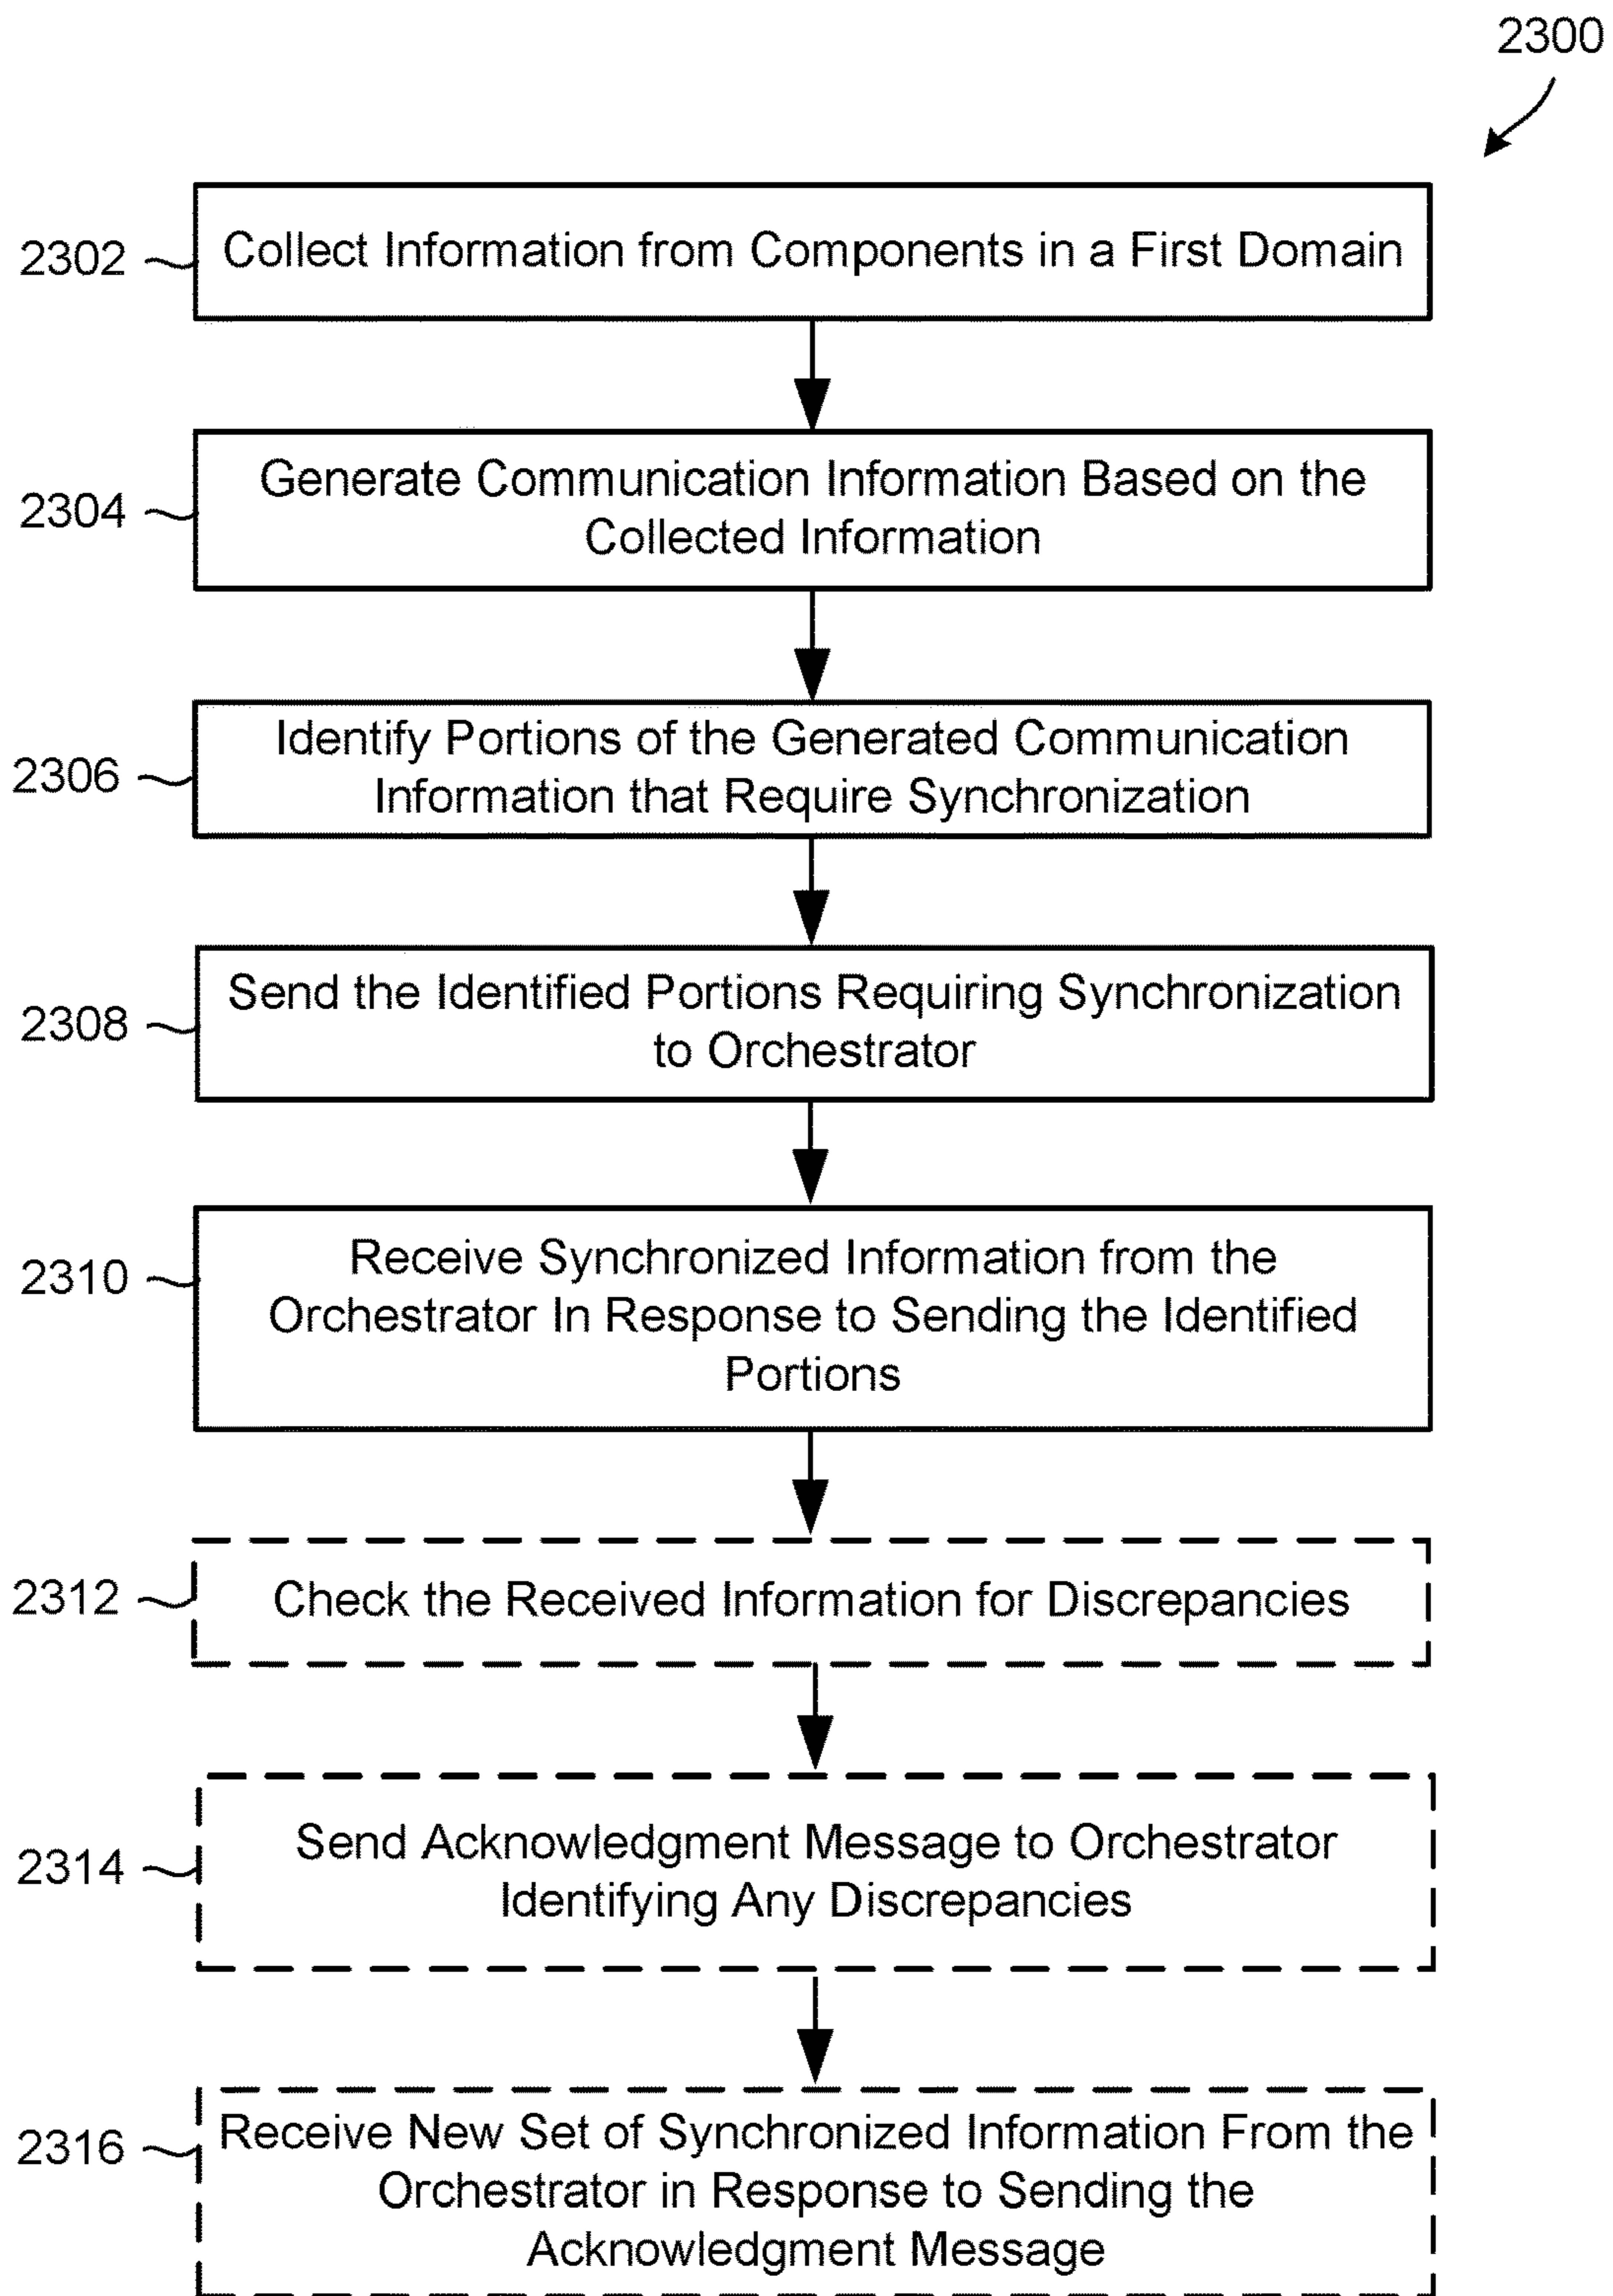 2300
2302
Collect Information from Components in a First Domain
2304
Generate Communication Information Based on the
Collected Information
2306
Identify Portions of the Generated Communication
Information that Require Synchronization
2308
Send the Identified Portions Requiring Synchronization
to Orchestrator
2310
Receive Synchronized Information from the
Orchestrator In Response to Sending the Identified
Portions
2312
Check the Received Information for Discrepancies
2314
Send Acknowledgment Message to Orchestrator
Identifying Any Discrepancies
2316
Receive New Set of Synchronized Information From the
Orchestrator in Response to Sending the
Acknowledgment Message